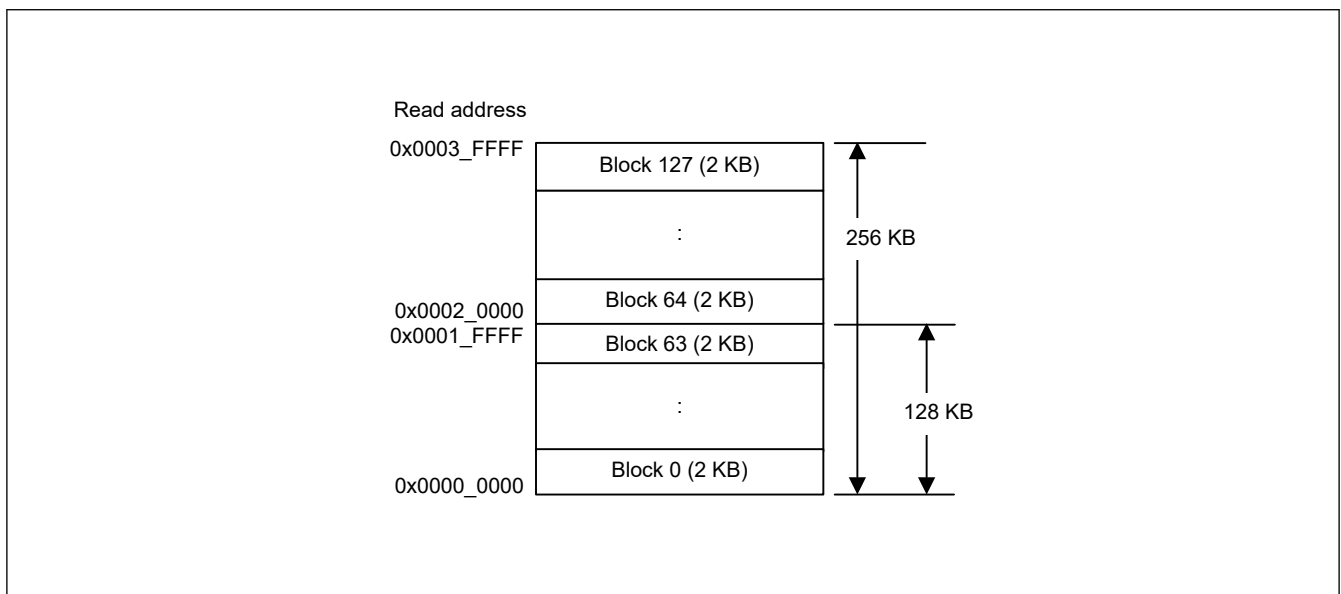 Read address
0x0003_FFFF
Block 127 (2 KB)
:
256 KB
Block 64 (2 KB)
0x0002_0000
0x0001_FFFF
Block 63 (2 KB)
:
128 KB
Block 0 (2 KB)
0x0000_0000